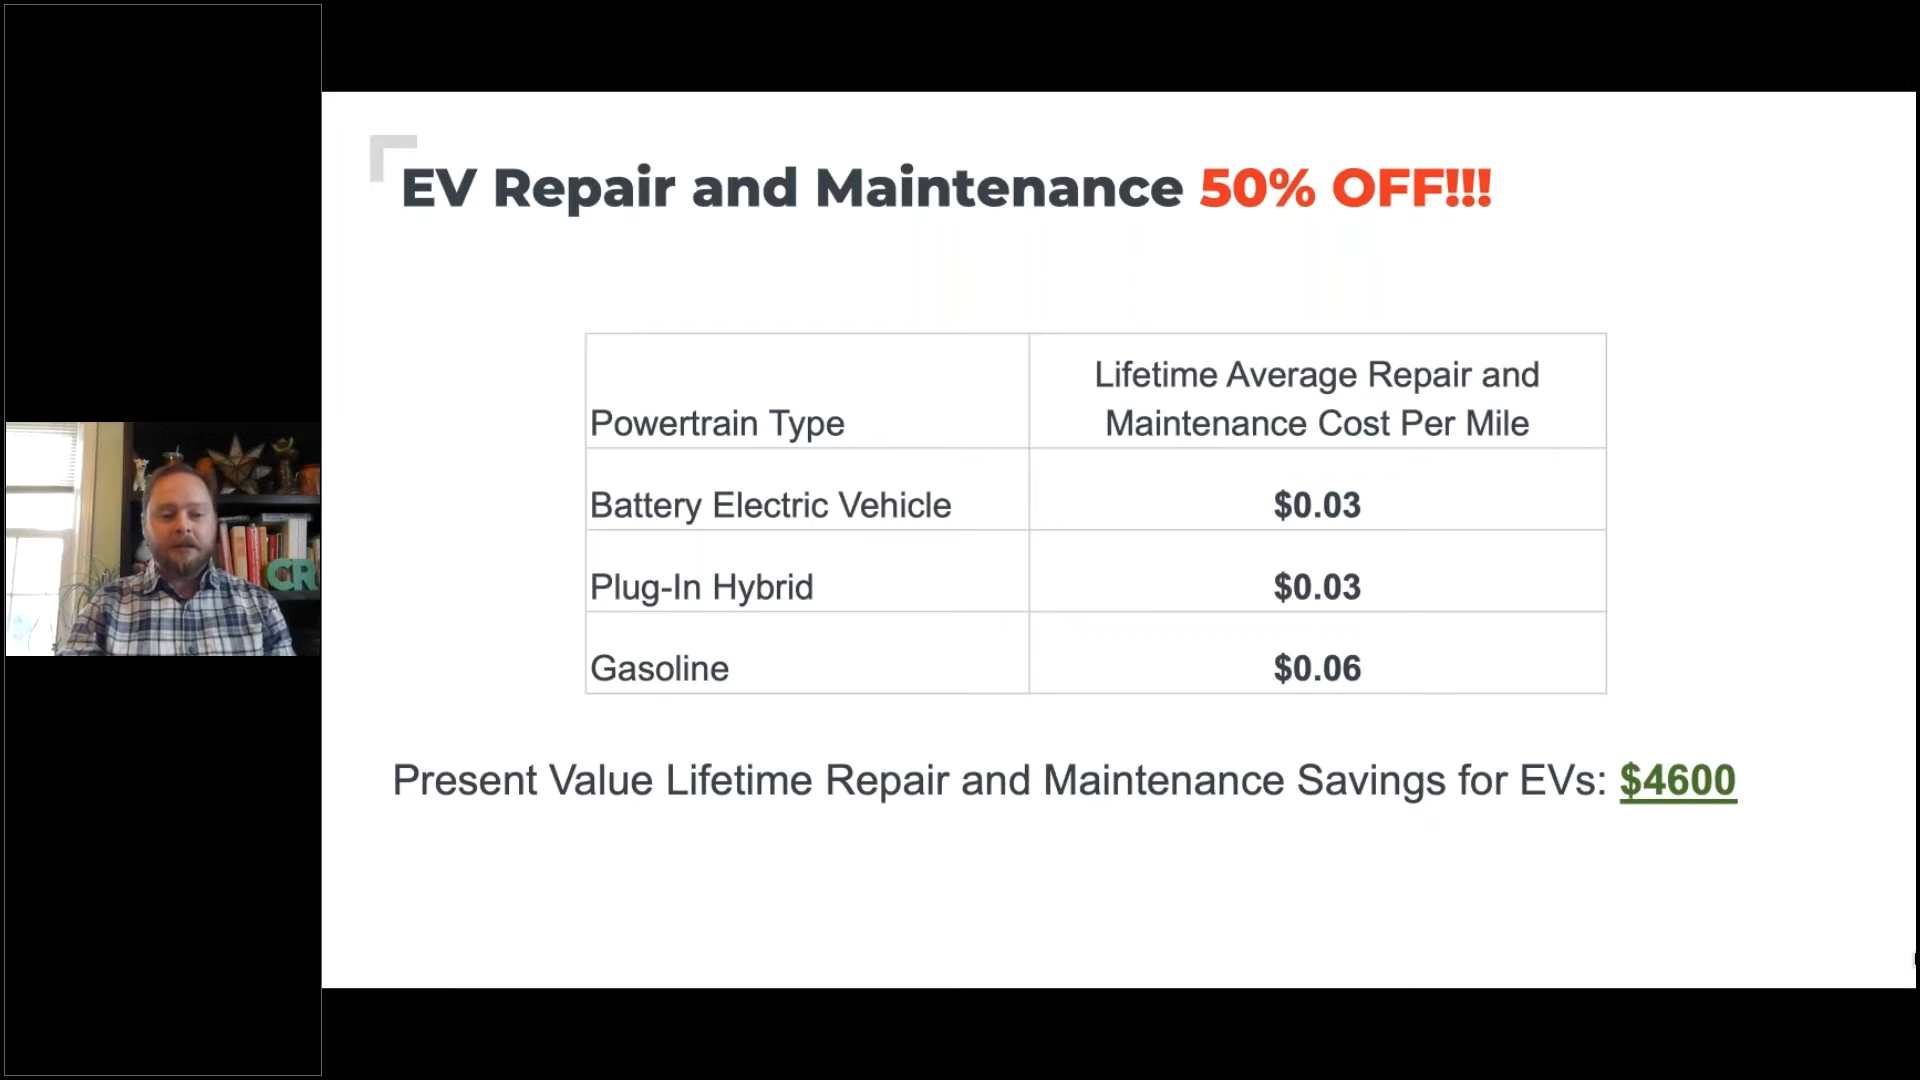 EV Repair and Maintenance 50% OFF!!!
Powertrain Type
Lifetime Average Repair and
Maintenance Cost Per Mile
Battery Electric Vehicle
$0.03
Plug-In Hybrid
$0.03
Gasoline
$0.06
Present Value Lifetime Repair and Maintenance Savings for EVs: $4600
CR